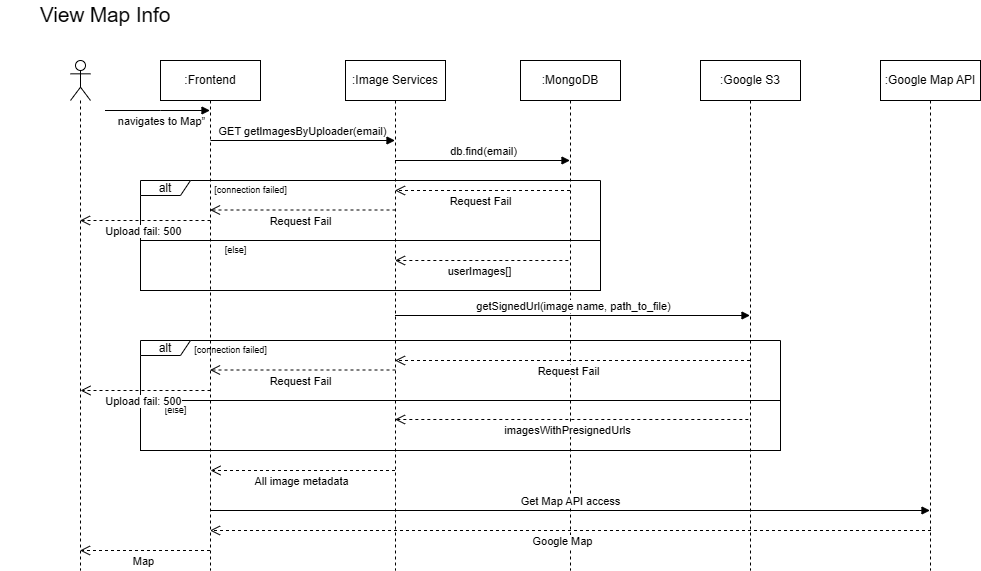 View Map Info
:Frontend
:Image Services
:MongoDB
:Google S3
:Google Map API
navigates to Map"
GET getImagesByUploader(email)
db.find(email)
alt
[connection failed]
Request Fail
Request Fail
Upload fail: 500
[else]
userImages[]
getSignedUrl(image name, path_to_file)
alt
[connection failed]
Request Fail
Request Fail
Upload fail: 500
[else]
imagesWithPresignedUrls
All image metadata
Get Map API access
Google Map
Map